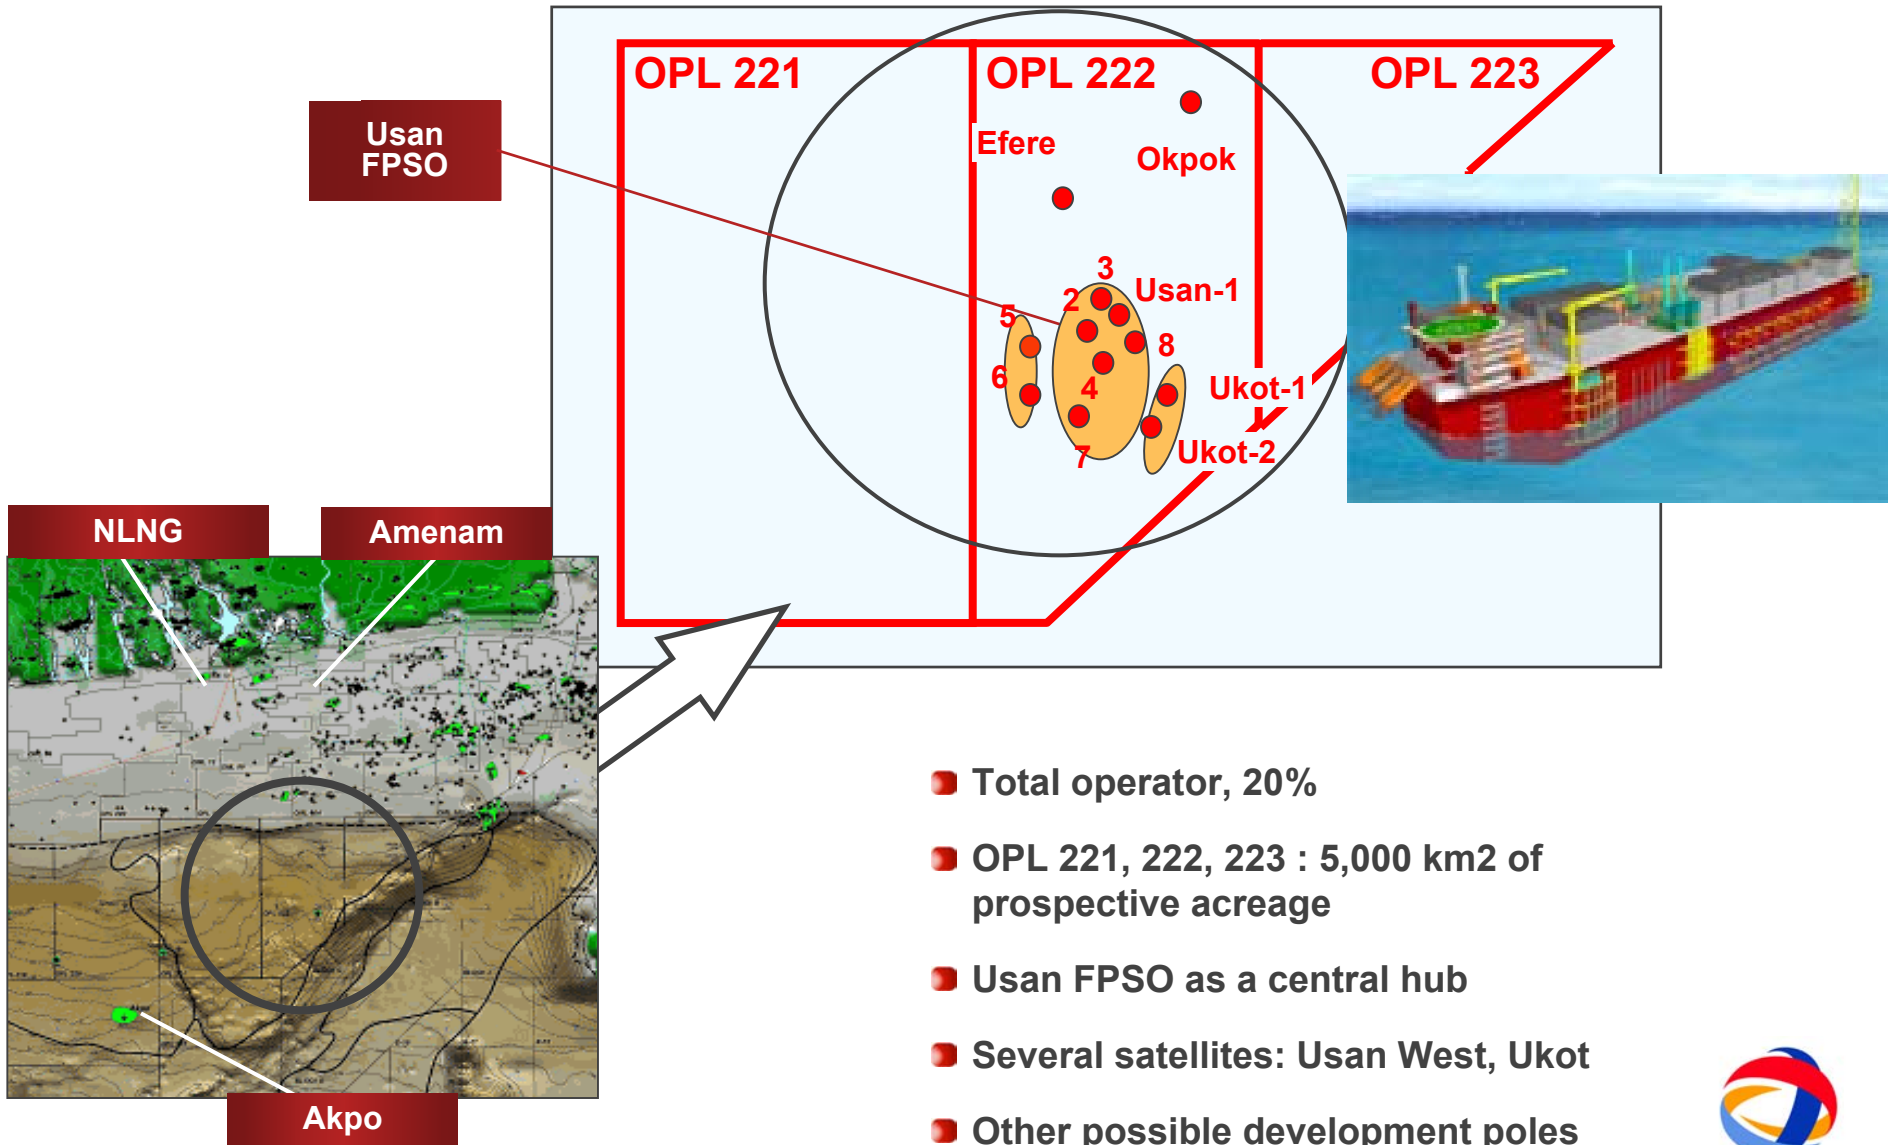 OPL 221
OPL 222
OPL 223
Usan
FPSO
Efere
Okpok
3
2
Usan-1
5
8
6
4
Ukot-1
7
Ukot-2
NLNG
Amenam
Akpo
Total operator, 20%
OPL 221, 222, 223 : 5,000 km2 of
prospective acreage
Usan FPSO as a central hub
Several satellites: Usan West, Ukot
Other possible development poles